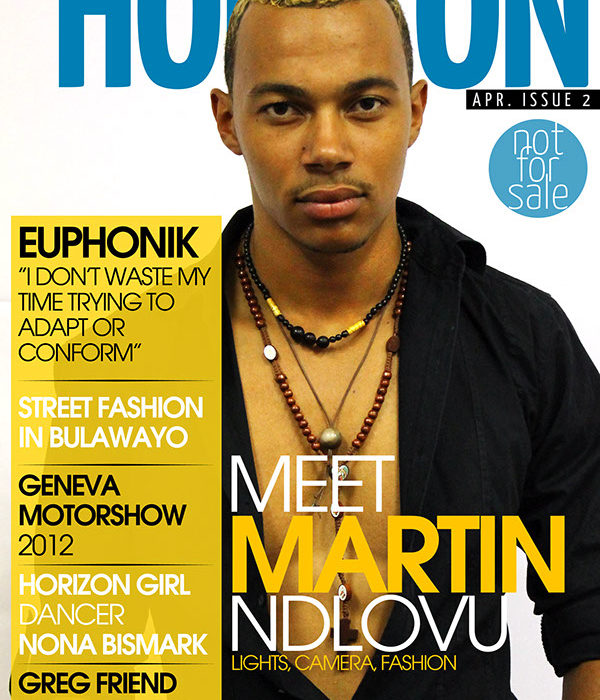 HORIZON
APR. ISSUE 2
not
for
sale
EUPHONIK
"I DON'T WASTE MY
TIME TRYING TO
ADAPT OR
CONFORM"
STREET FASHION
IN BULAWAYO
GENEVA
MOTORSHOW
2012
HORIZON GIRL
DANCER
NONA BISMARK
GREG FRIEND
MEET
MARTIN
NDLOVU
LIGHTS, CAMERA, FASHION